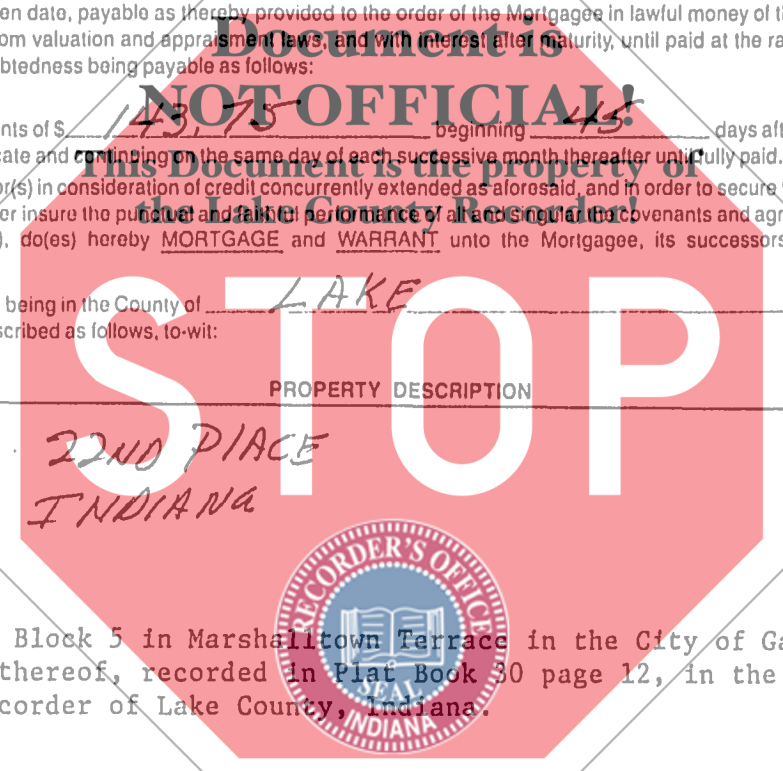 en date, payable as thereby provided to the order of the Mortgagee in lawful money of t
om valuation and appraisment laws, and with interest after maturity, until paid at the ra
Document is
btedness being payable as follows:
NOT OFFICIAL!
nts of $ 143.75 beginning 45 days aft
cate and continuing on the same day of each successive month thereafter until fully paid.
This Document is the property of
or(s) in consideration of credit concurrently extended as aforesaid, and in order to secure
the Lake County Recorder!
er insure the punctual and faithful performance of all and singular the covenants and agr
), do(es) hereby MORTGAGE and WARRANT unto the Mortgagee, its successors
being in the County of LAKE
scribed as follows, to-wit:
STOP
PROPERTY DESCRIPTION
22ND PlACE
INDIANa
RECORDER'S OFFICE
SEAL
INDIANA
Block 5 in Marshalltown Terrace in the City of Ga
thereof, recorded in Plat Book 30 page 12, in the
corder of Lake County, Indiana.